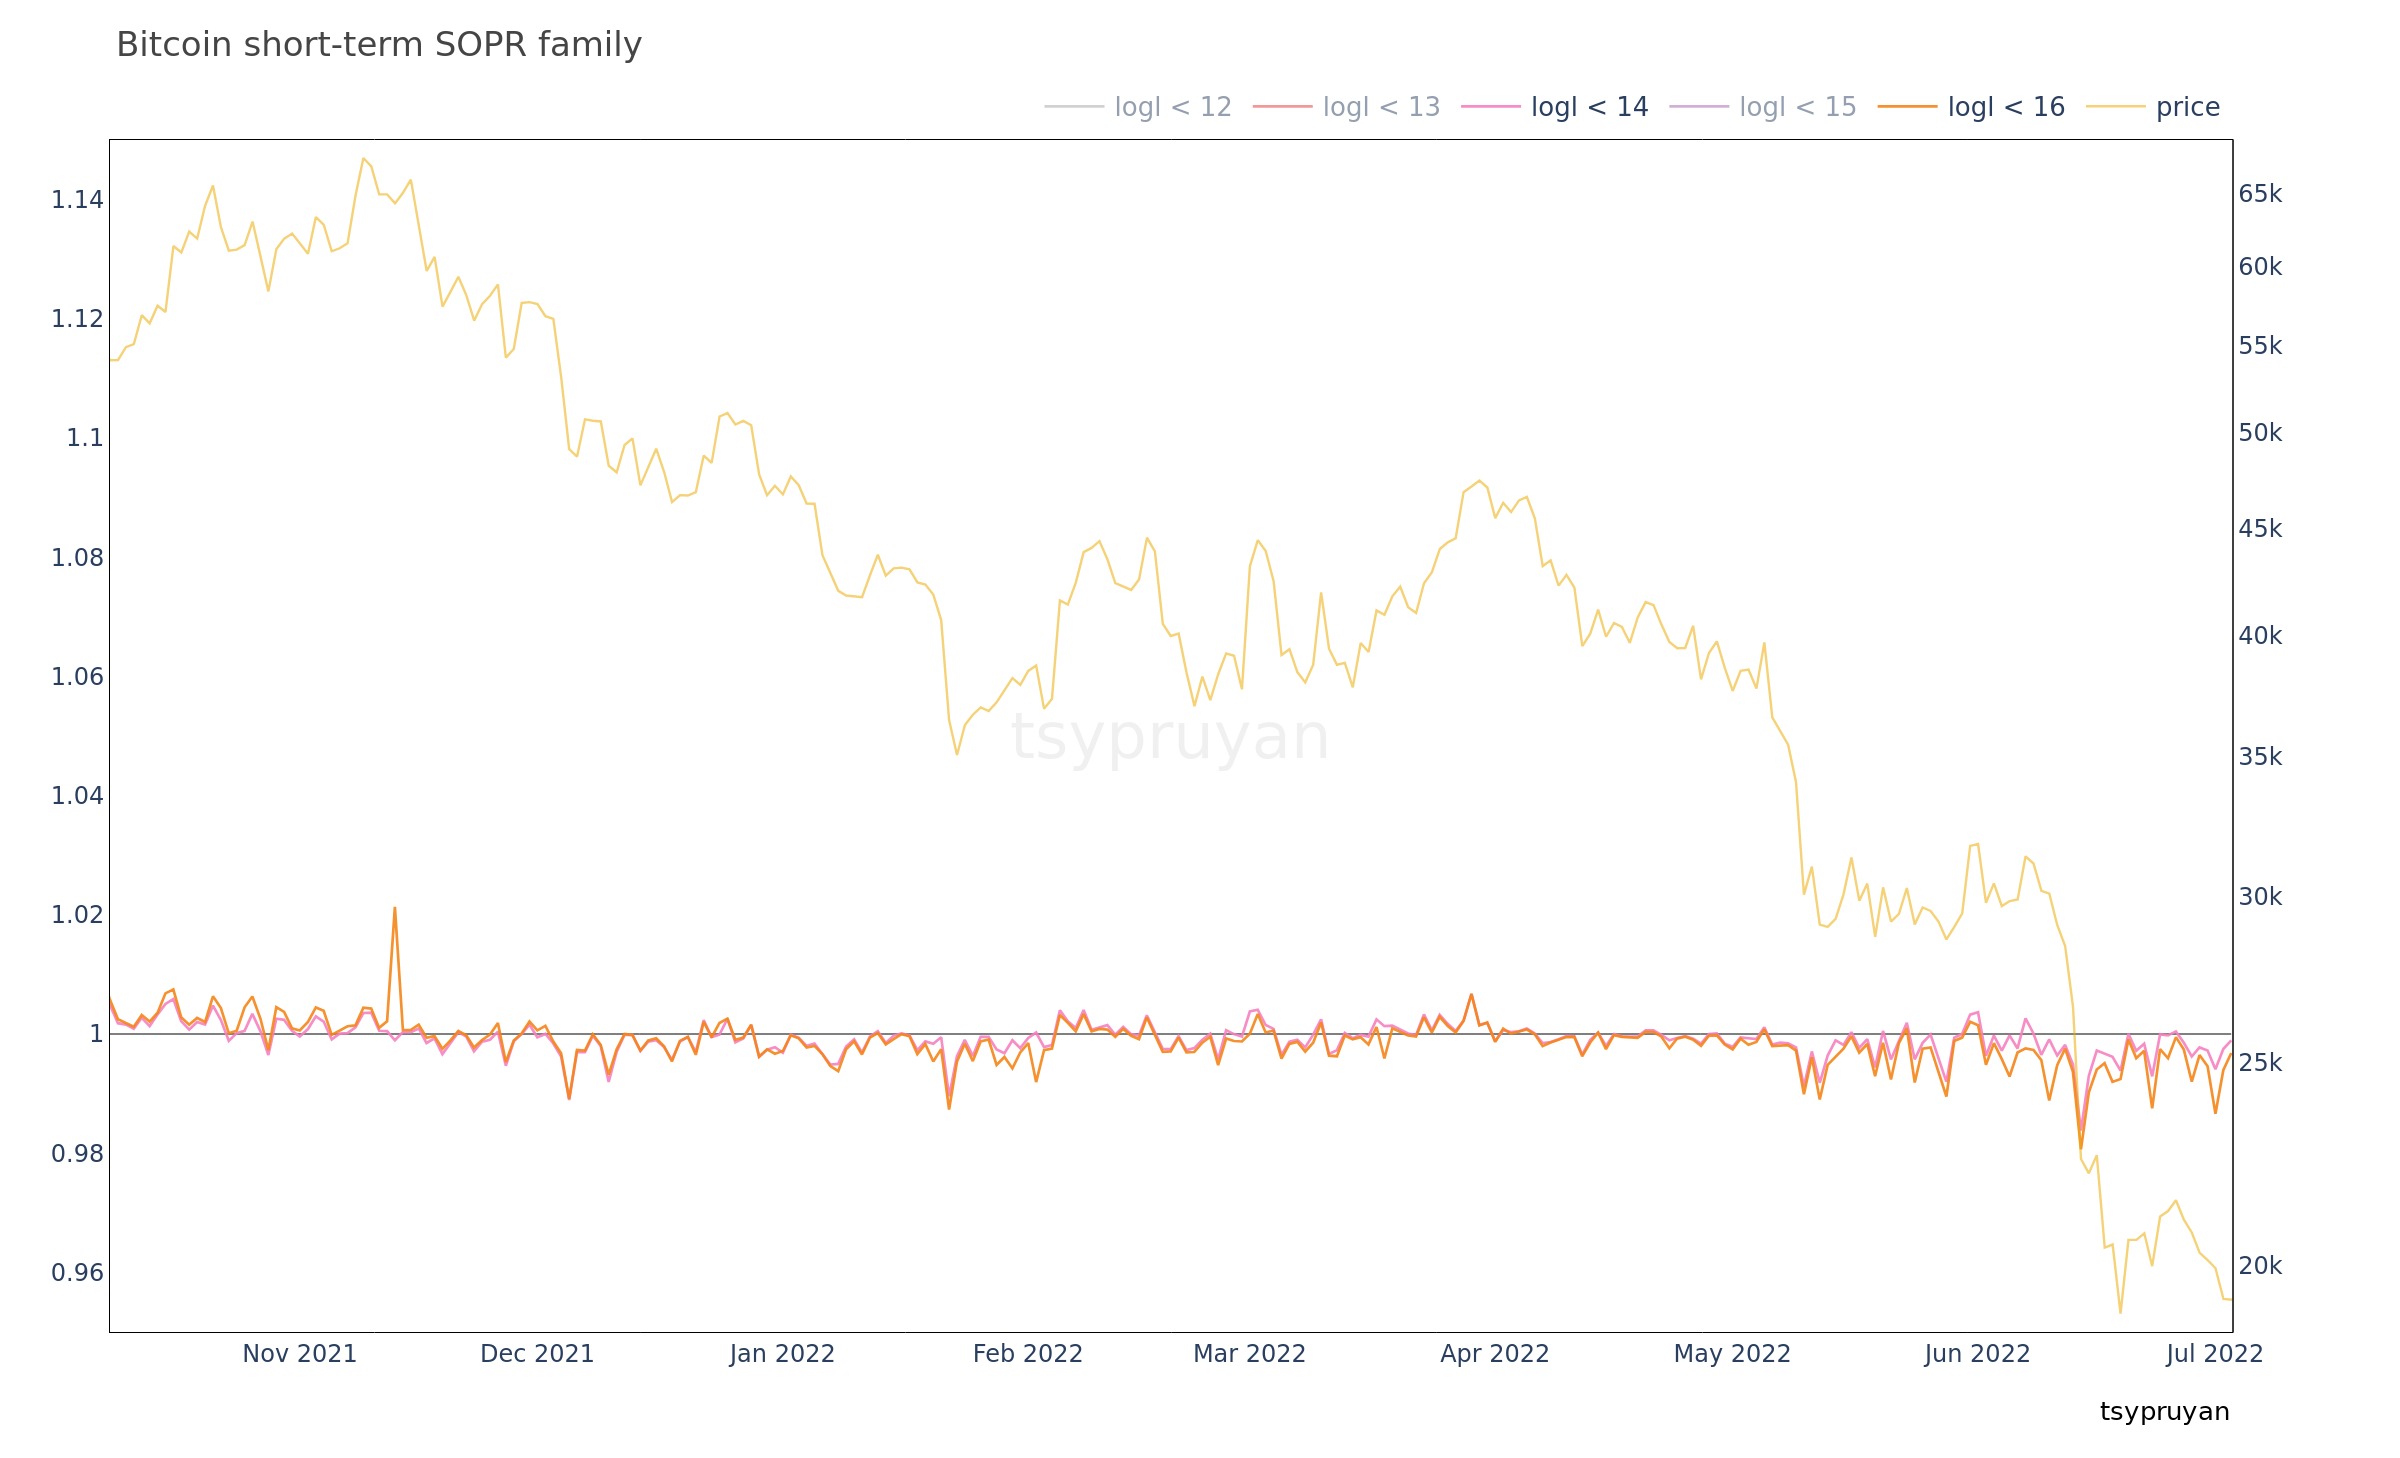 Bitcoin short-term SOPR family
logl < 12 logl < 13 logl < 14 logl < 15 logl < 16 price
1.14
1.12
1.1
1.08
1.06
1.04
1.02
1
0.98
0.96
65k
60k
55k
50k
45k
40k
35k
30k
25k
20k
tsypruyan
Nov 2021 Dec 2021 Jan 2022 Feb 2022 Mar 2022 Apr 2022 May 2022 Jun 2022 Jul 2022
tsypruyan